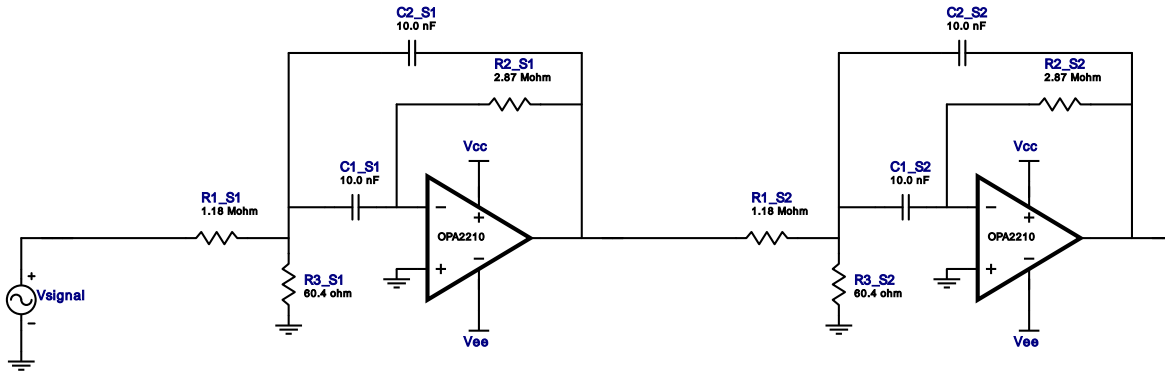 C2_S1
10.0 nF
R2_S1
2.87 Mohm
Vcc
C1_S1
10.0 nF
R1_S1
1.18 Mohm
−
+
OPA2210
+
−
R3_S1
60.4 ohm
Vee
+
Vsignal
−
C2_S2
10.0 nF
R2_S2
2.87 Mohm
Vcc
C1_S2
10.0 nF
R1_S2
1.18 Mohm
−
+
OPA2210
+
−
R3_S2
60.4 ohm
Vee